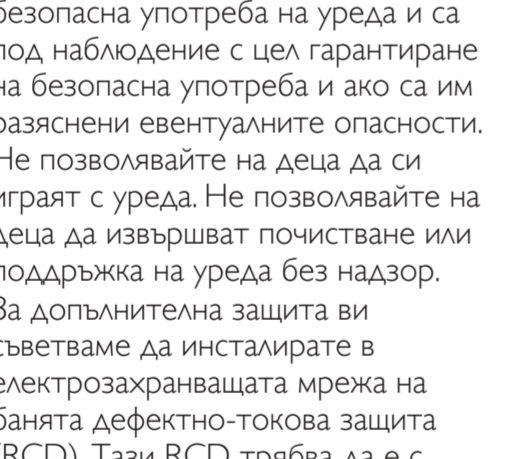 безопасна употреба на уреда и са
под наблюдение с цел гарантиране
на безопасна употреба и ако са им
разяснени евентуалните опасности.
Не позволявайте на деца да си
играят с уреда. Не позволявайте на
деца да извършват почистване или
поддръжка на уреда без надзор.
За допълнителна защита ви
съветваме да инсталирате в
електрозахранващата мрежа на
банята дефектно-токова защита
(RCD). Тази RCD трябва да е с